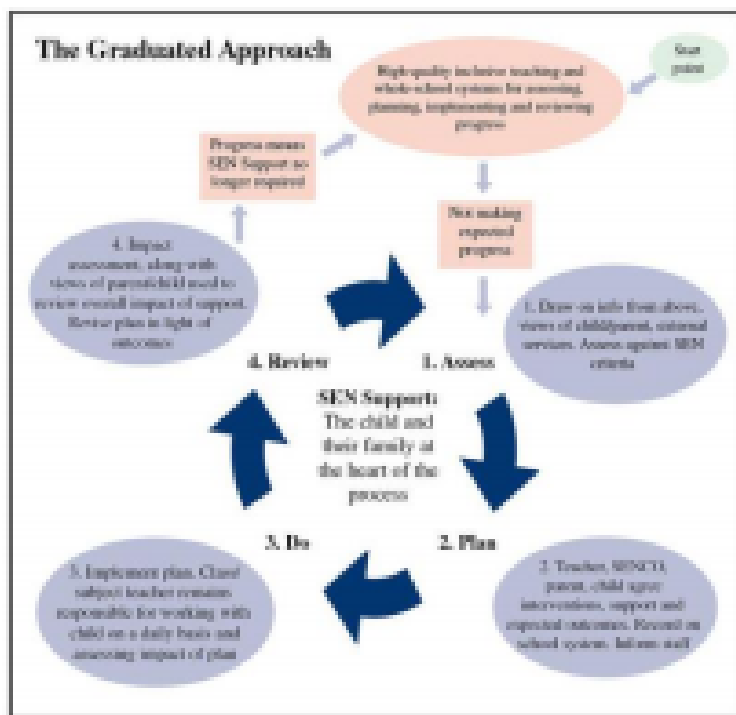 The Graduated Approach
Start
point
High-quality inclusive teaching and
whole-school systems for assessing,
planning, implementing and reviewing
progress
Progress means
SEN Support no
longer required
Not making
expected
progress
4. Impact
assessment, along with
views of parent/child used to
review overall impact of support.
Revise plan in light of
outcomes
1. Draw on info from above,
views of child/parent, external
services. Assess against SEN
criteria
4. Review
1. Assess
SEN Support:
The child and
their family at
the heart of the
process
3. Do
2. Plan
3. Implement plan. Class/
subject teacher remains
responsible for working with
child on a daily basis and
assessing impact of plan
2. Teacher, SENCO,
parent, child agree
interventions, support and
expected outcomes. Record on
school system. Inform staff